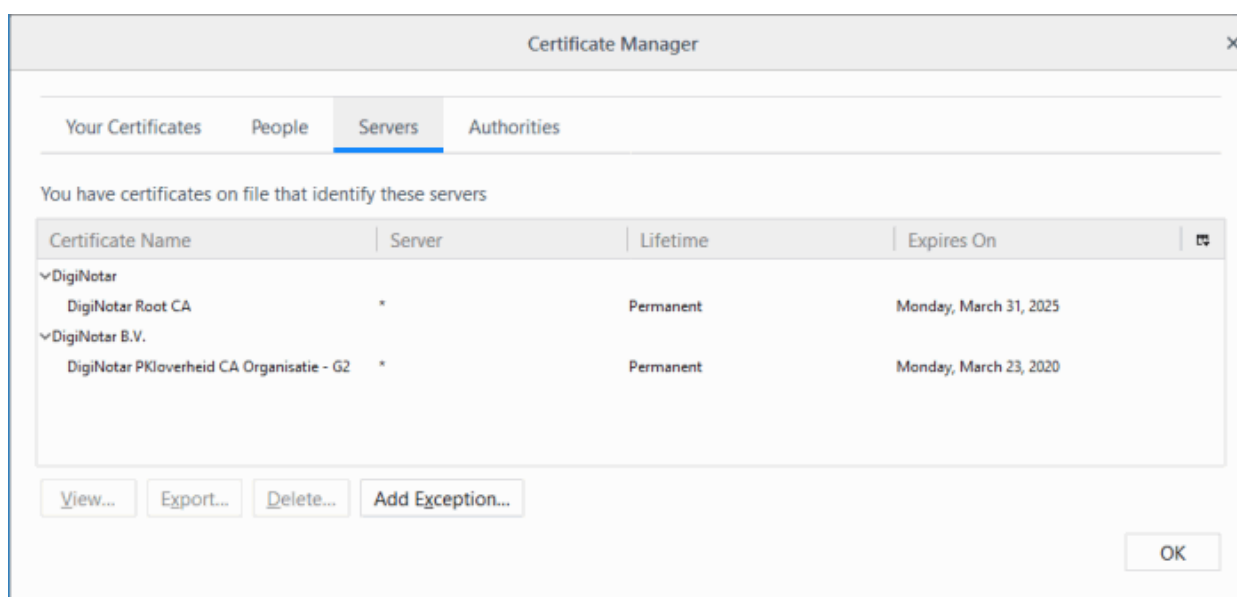 Certificate Manager
Your Certificates People Servers Authorities
You have certificates on file that identify these servers
Certificate Name Server Lifetime Expires On
DigiNotar
DigiNotar Root CA * Permanent Monday, March 31, 2025
DigiNotar B.V.
DigiNotar PKIoverheid CA Organisatie - G2 * Permanent Monday, March 23, 2020
View... Export... Delete... Add Exception...
OK